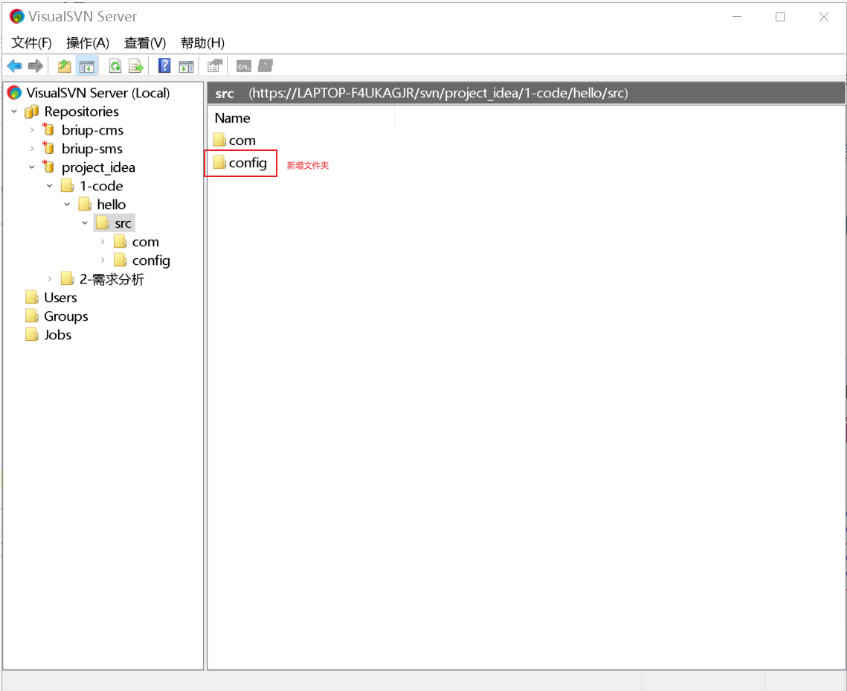 VisualSVN Server
文件(F) 操作(A) 查看(V) 帮助(H)
VisualSVN Server (Local)
Repositories
briup-cms
briup-sms
project_idea
1-code
hello
src
com
config
2-需求分析
Users
Groups
Jobs
src (https://LAPTOP-F4UKAGJR/svn/project_idea/1-code/hello/src)
Name
com
config 新增文件夹